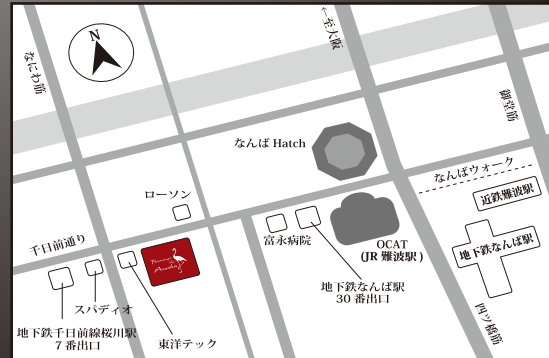 N
←至大阪
なにわ筋
御堂筋
なんば Hatch
なんばウォーク
ローソン
近鉄難波駅
千日前通り
富永病院
OCAT
(JR 難波駅)
地下鉄なんば駅
地下鉄なんば駅
30 番出口
スパディオ
地下鉄千日前線桜川駅
7 番出口
東洋テック
四ツ橋筋